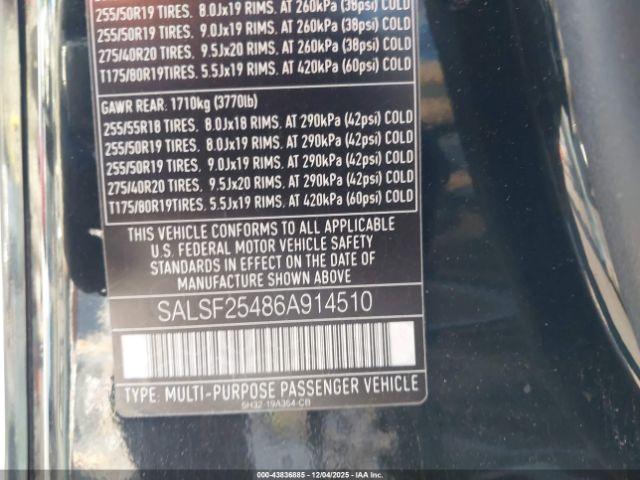 255/50R19 TIRES. 8.0Jx19 RIMS. AT 260kPa (38psi) COLD
255/50R19 TIRES. 9.0Jx19 RIMS. AT 260kPa (38psi) COLD
275/40R20 TIRES. 9.5Jx20 RIMS. AT 260kPa (38psi) COLD
T175/80R19TIRES. 5.5Jx19 RIMS. AT 420kPa (60psi) COLD
GAWR REAR: 1710kg (3770lb)
255/55R18 TIRES. 8.0Jx18 RIMS. AT 290kPa (42psi) COLD
255/50R19 TIRES. 8.0Jx19 RIMS. AT 290kPa (42psi) COLD
255/50R19 TIRES. 9.0Jx19 RIMS. AT 290kPa (42psi) COLD
275/40R20 TIRES. 9.5Jx20 RIMS. AT 290kPa (42psi) COLD
T175/80R19TIRES. 5.5Jx19 RIMS. AT 420kPa (60psi) COLD
THIS VEHICLE CONFORMS TO ALL APPLICABLE
U.S. FEDERAL MOTOR VEHICLE SAFETY
STANDARDS IN EFFECT ON THE DATE OF
MANUFACTURE SHOWN ABOVE
SALSF25486A914510
TYPE: MULTI-PURPOSE PASSENGER VEHICLE
5H32-19A364-CB
000-43836885 - 12/04/2025 - IAAI.COM